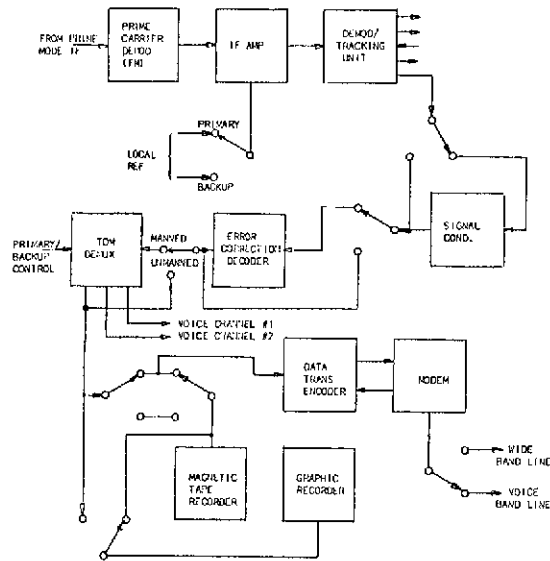 FROM PRIME
MODE IF
PRIME
CARRIER
DEMOD
(FM)
IF AMP
DEMOD/
TRACKING
UNIT
PRIMARY
LOCAL
REF
BACKUP
PRIMARY/
BACKUP
CONTROL
TDM
DEMUX
MANNED
UNMANNED
ERROR
CORRECTION
DECODER
SIGNAL
COND.
VOICE CHANNEL #1
VOICE CHANNEL #2
DATA
TRANS
ENCODER
MODEM
MAGNETIC
TAPE
RECORDER
GRAPHIC
RECORDER
WIDE
BAND LINE
VOICE
BAND LINE